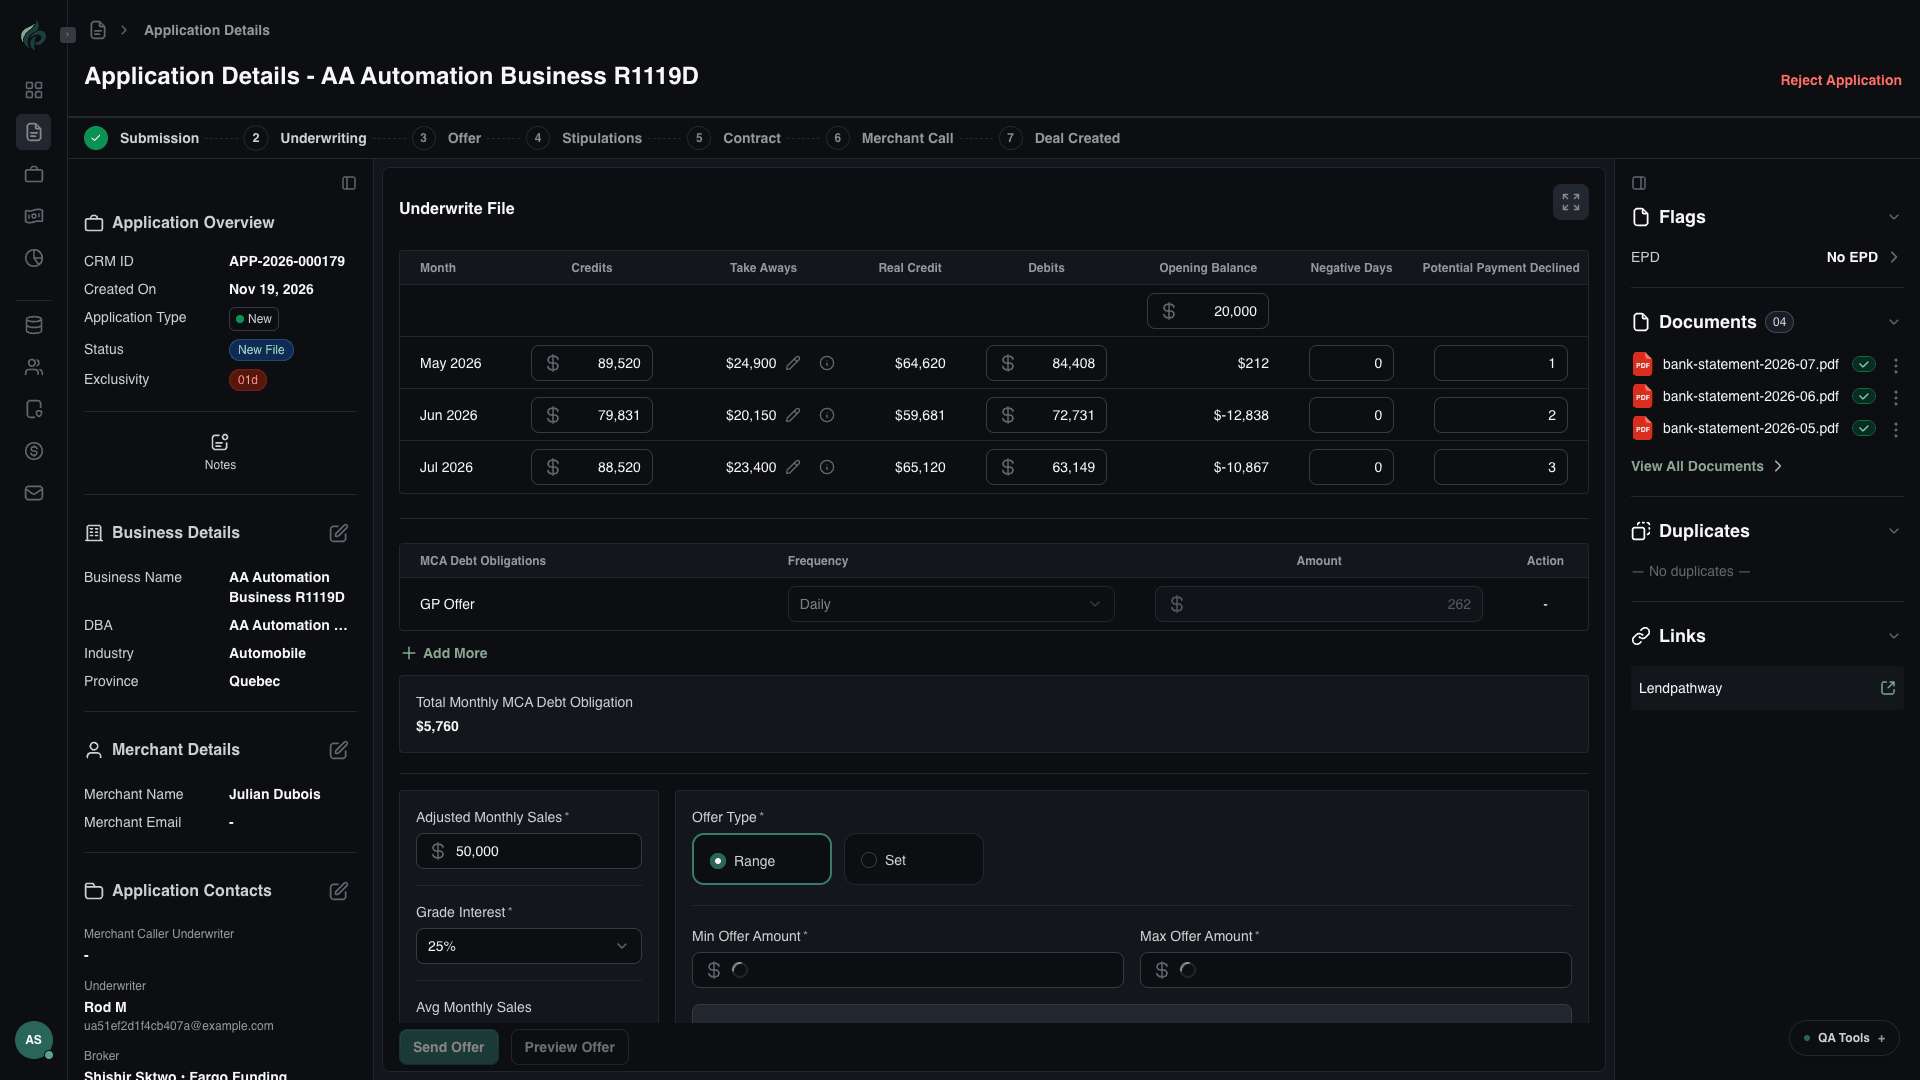 Application Details
Application Details - AA Automation Business R1119D
Reject Application
Submission
2 Underwriting
3 Offer
4 Stipulations
5 Contract
6 Merchant Call
7 Deal Created
Application Overview
CRM ID APP-2026-000179
Created On Nov 19, 2026
Application Type New
Status New File
Exclusivity 01d
Notes
Business Details
Business Name AA Automation
Business R1119D
DBA AA Automation ...
Industry Automobile
Province Quebec
Merchant Details
Merchant Name Julian Dubois
Merchant Email -
Application Contacts
Merchant Caller Underwriter
-
Underwriter
Rod M
ua51ef2d1f4cb407a@example.com
Broker
Shishir Sktwo • Fargo Funding
AS
Underwrite File
Month Credits Take Aways Real Credit Debits Opening Balance Negative Days Potential Payment Declined
$ 20,000
May 2026 $ 89,520 $24,900 $64,620 $ 84,408 $212 0 1
Jun 2026 $ 79,831 $20,150 $59,681 $ 72,731 $-12,838 0 2
Jul 2026 $ 88,520 $23,400 $65,120 $ 63,149 $-10,867 0 3
MCA Debt Obligations Frequency Amount Action
GP Offer Daily $ 262 -
+ Add More
Total Monthly MCA Debt Obligation
$5,760
Adjusted Monthly Sales *
$ 50,000
Grade Interest *
25%
Avg Monthly Sales
Offer Type *
Range
Set
Min Offer Amount *
$
Max Offer Amount *
$
Send Offer
Preview Offer
Flags
EPD No EPD
Documents 04
PDF bank-statement-2026-07.pdf
PDF bank-statement-2026-06.pdf
PDF bank-statement-2026-05.pdf
View All Documents
Duplicates
— No duplicates —
Links
Lendpathway
QA Tools +